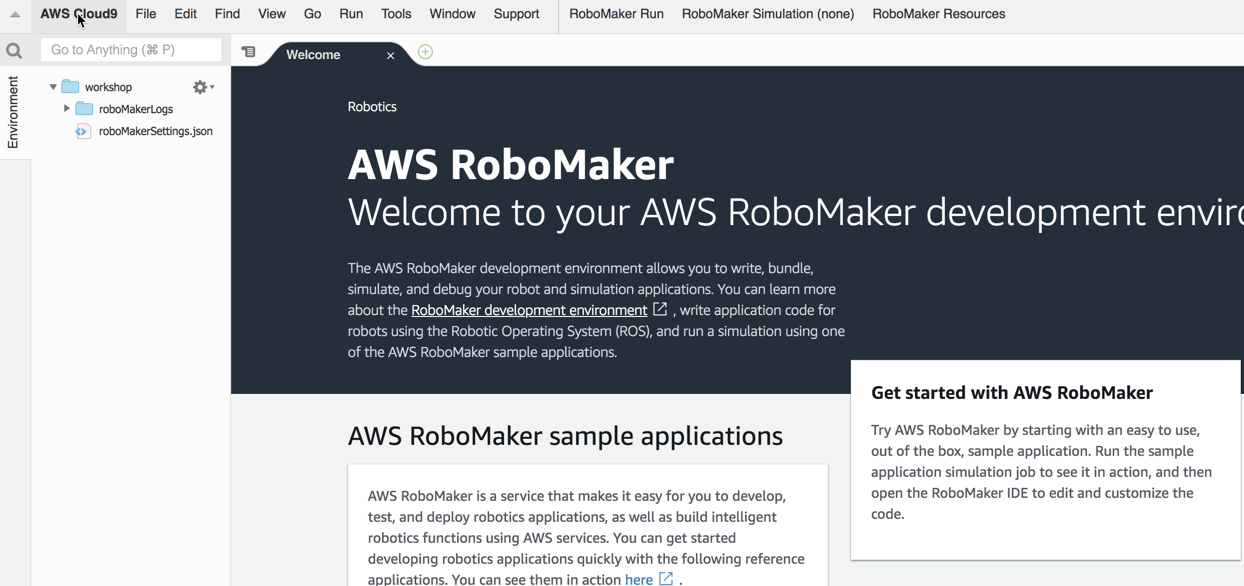 AWS Cloud9 File Edit Find View Go Run Tools Window Support RoboMaker Run RoboMaker Simulation (none) RoboMaker Resources
Go to Anything (⌘ P)
Welcome
Environment
workshop
roboMakerLogs
roboMakerSettings.json
Robotics
AWS RoboMaker
Welcome to your AWS RoboMaker development enviro
The AWS RoboMaker development environment allows you to write, bundle,
simulate, and debug your robot and simulation applications. You can learn more
about the RoboMaker development environment , write application code for
robots using the Robotic Operating System (ROS), and run a simulation using one
of the AWS RoboMaker sample applications.
Get started with AWS RoboMaker
Try AWS RoboMaker by starting with an easy to use,
out of the box, sample application. Run the sample
application simulation job to see it in action, and then
open the RoboMaker IDE to edit and customize the
code.
AWS RoboMaker sample applications
AWS RoboMaker is a service that makes it easy for you to develop,
test, and deploy robotics applications, as well as build intelligent
robotics functions using AWS services. You can get started
developing robotics applications quickly with the following reference
applications. You can see them in action here .